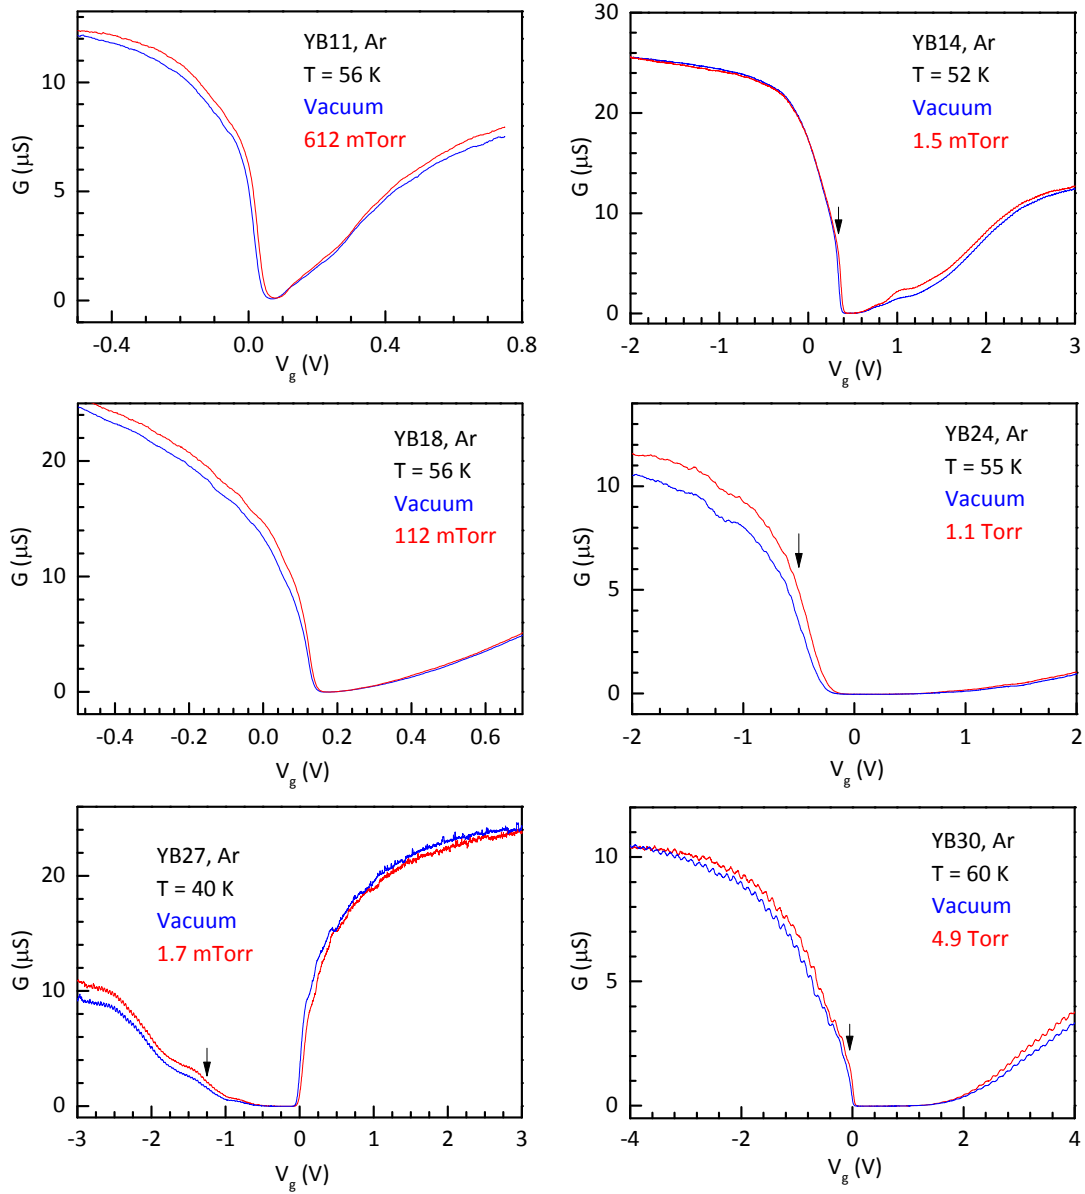 YB11, Ar
T = 56 K
Vacuum
612 mTorr
G (µS)
10
5
0
-0.4
0.0
0.4
0.8
V_g (V)
YB14, Ar
T = 52 K
Vacuum
1.5 mTorr
G (µS)
30
20
10
0
-2
-1
0
1
2
3
V_g (V)
YB18, Ar
T = 56 K
Vacuum
112 mTorr
G (µS)
20
10
0
-0.4
-0.2
0.0
0.2
0.4
0.6
V_g (V)
YB24, Ar
T = 55 K
Vacuum
1.1 Torr
G (µS)
10
5
0
-2
-1
0
1
2
V_g (V)
YB27, Ar
T = 40 K
Vacuum
1.7 mTorr
G (µS)
20
10
0
-3
-2
-1
0
1
2
3
V_g (V)
YB30, Ar
T = 60 K
Vacuum
4.9 Torr
G (µS)
10
5
0
-4
-2
0
2
4
V_g (V)